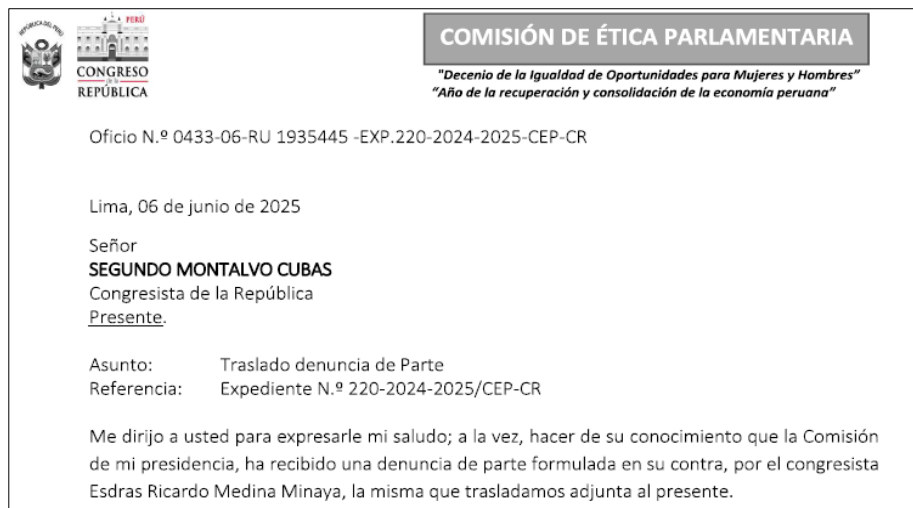 REPÚBLICA DEL PERÚ
PERÚ
CONGRESO
de la
REPÚBLICA
COMISIÓN DE ÉTICA PARLAMENTARIA
"Decenio de la Igualdad de Oportunidades para Mujeres y Hombres”
“Año de la recuperación y consolidación de la economía peruana”
Oficio N.º 0433-06-RU 1935445 -EXP.220-2024-2025-CEP-CR
Lima, 06 de junio de 2025
Señor
SEGUNDO MONTALVO CUBAS
Congresista de la República
Presente.
Asunto: Traslado denuncia de Parte
Referencia: Expediente N.º 220-2024-2025/CEP-CR
Me dirijo a usted para expresarle mi saludo; a la vez, hacer de su conocimiento que la Comisión
de mi presidencia, ha recibido una denuncia de parte formulada en su contra, por el congresista
Esdras Ricardo Medina Minaya, la misma que trasladamos adjunta al presente.